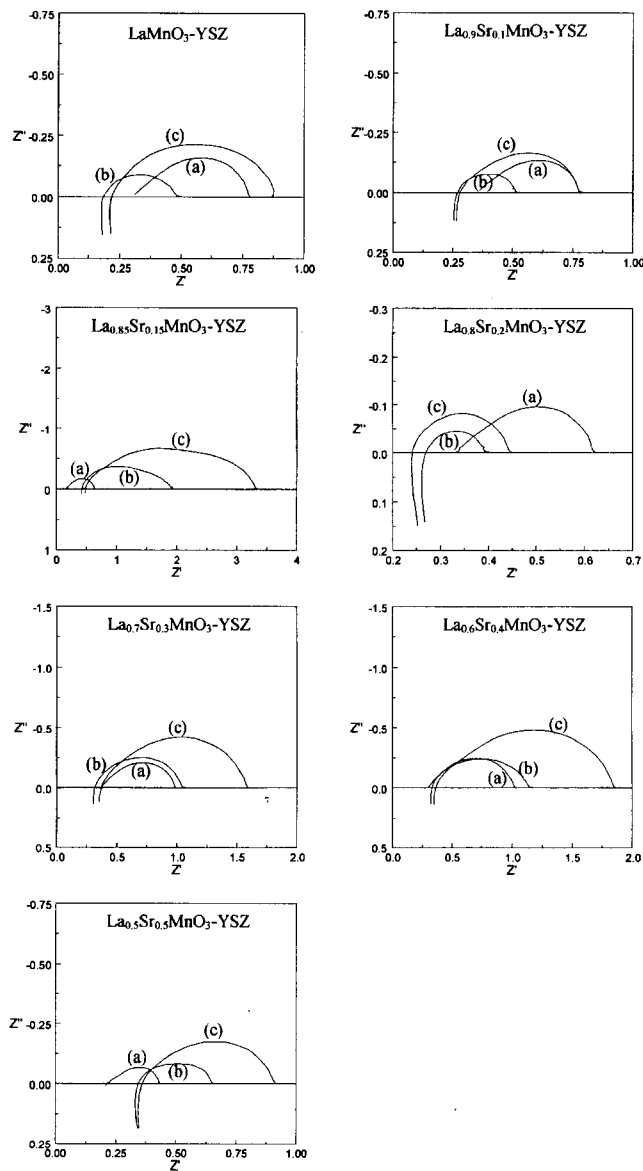 LaMnO₃-YSZ
-0.75
-0.50
-0.25
0.00
0.25
Z''
(c)
(b)
(a)
0.00 0.25 0.50 0.75 1.00
Z'
La₀.₉Sr₀.₁MnO₃-YSZ
-0.75
-0.50
-0.25
0.00
0.25
Z''
(c)
(b)
(a)
0.00 0.25 0.50 0.75 1.00
Z'
La₀.₈₅Sr₀.₁₅MnO₃-YSZ
-3
-2
-1
0
1
Z''
(c)
(a)
(b)
0 1 2 3 4
Z'
La₀.₈Sr₀.₂MnO₃-YSZ
-0.3
-0.2
-0.1
0.0
0.1
0.2
Z''
(a)
(c)
(b)
0.2 0.3 0.4 0.5 0.6 0.7
Z'
La₀.₇Sr₀.₃MnO₃-YSZ
-1.5
-1.0
-0.5
0.0
0.5
Z''
(c)
(b)
(a)
0.0 0.5 1.0 1.5 2.0
Z'
La₀.₆Sr₀.₄MnO₃-YSZ
-1.5
-1.0
-0.5
0.0
0.5
Z''
(c)
(b)
(a)
0.0 0.5 1.0 1.5 2.0
Z'
La₀.₅Sr₀.₅MnO₃-YSZ
-0.75
-0.50
-0.25
0.00
0.25
Z''
(c)
(a)
(b)
0.00 0.25 0.50 0.75 1.00
Z'